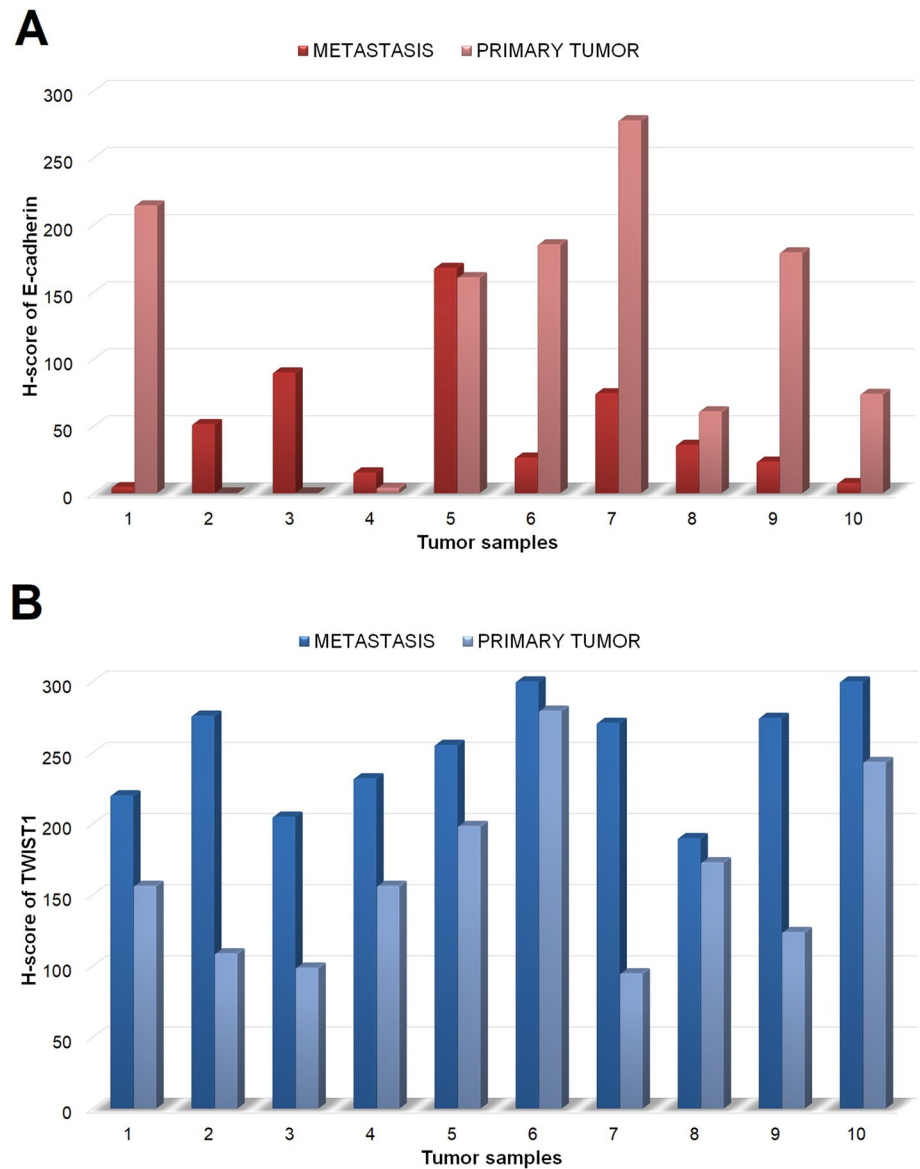 A
METASTASIS PRIMARY TUMOR
H-score of E-cadherin
300
250
200
150
100
50
0
1 2 3 4 5 6 7 8 9 10
Tumor samples
B
METASTASIS PRIMARY TUMOR
H-score of TWIST1
300
250
200
150
100
50
0
1 2 3 4 5 6 7 8 9 10
Tumor samples